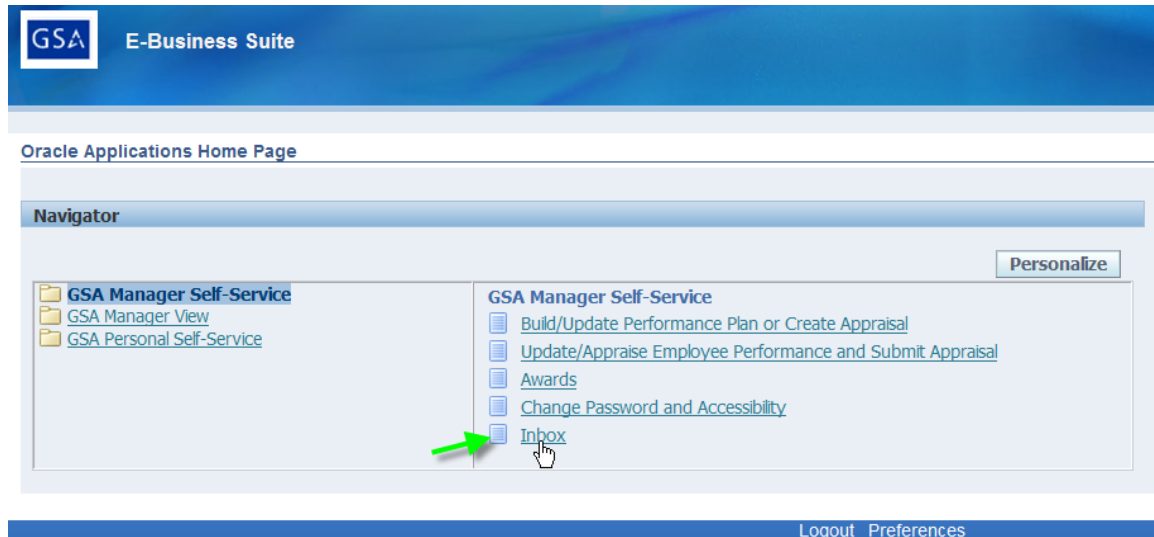 GSA E-Business Suite
Oracle Applications Home Page
Navigator
Personalize
GSA Manager Self-Service
GSA Manager View
GSA Personal Self-Service
GSA Manager Self-Service
Build/Update Performance Plan or Create Appraisal
Update/Appraise Employee Performance and Submit Appraisal
Awards
Change Password and Accessibility
Inbox
Logout Preferences